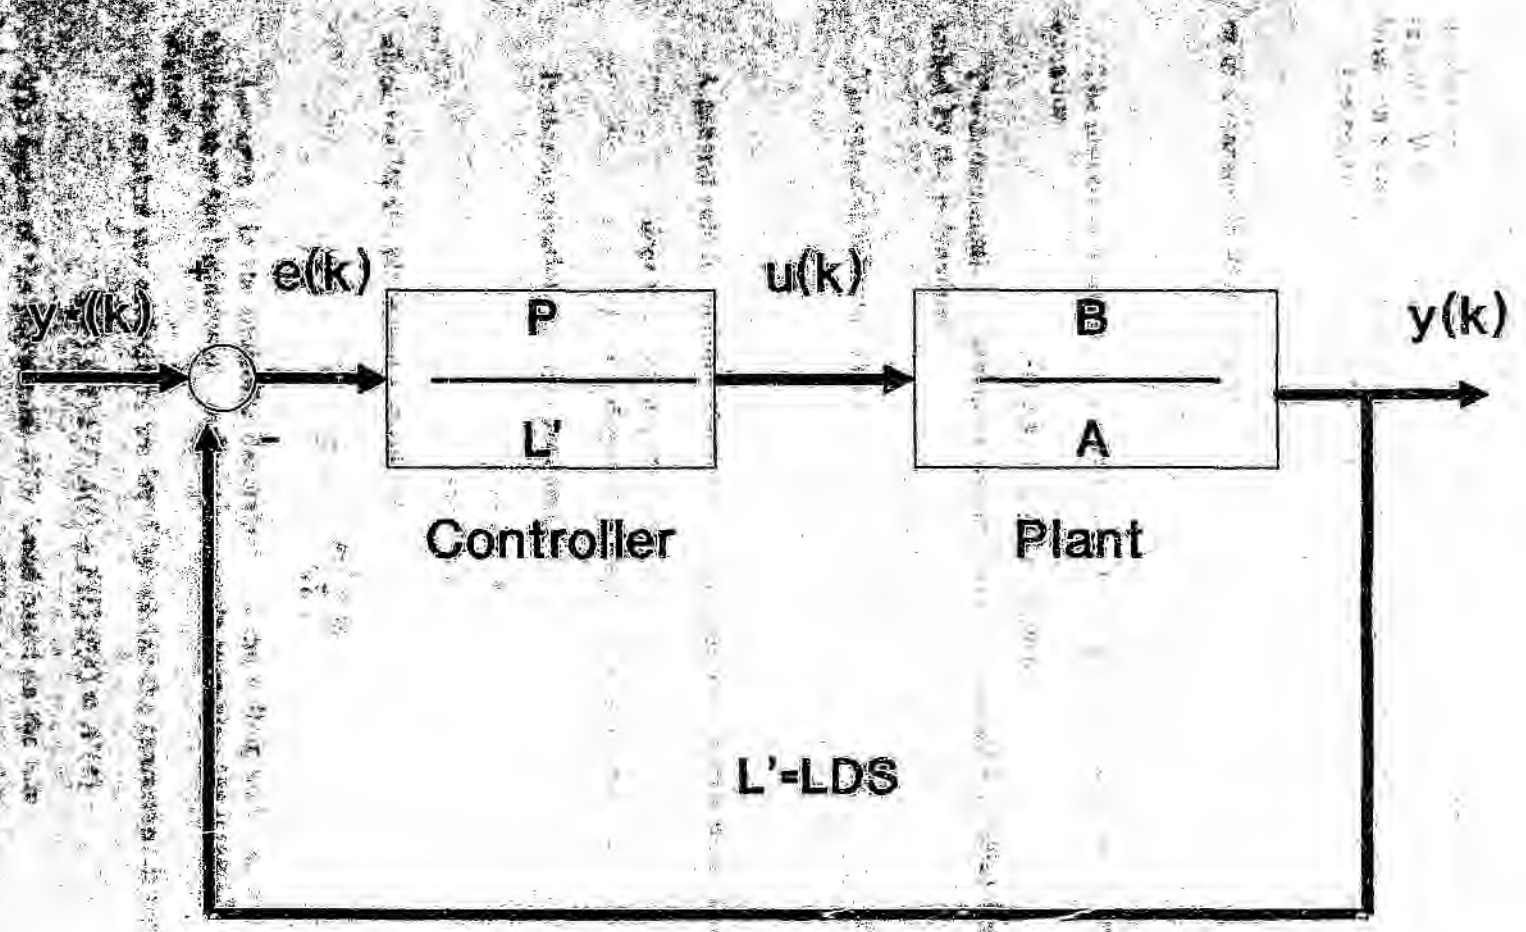 e(k)
u(k)
y*(k)
+
P
B
y(k)
L'
A
-
Controller
Plant
L'=LDS